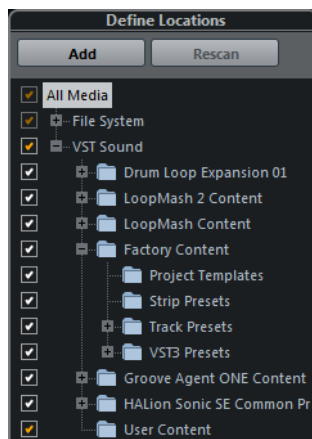 Define Locations
Add Rescan
All Media
File System
VST Sound
Drum Loop Expansion 01
LoopMash 2 Content
LoopMash Content
Factory Content
Project Templates
Strip Presets
Track Presets
VST3 Presets
Groove Agent ONE Content
HALion Sonic SE Common Pr
User Content